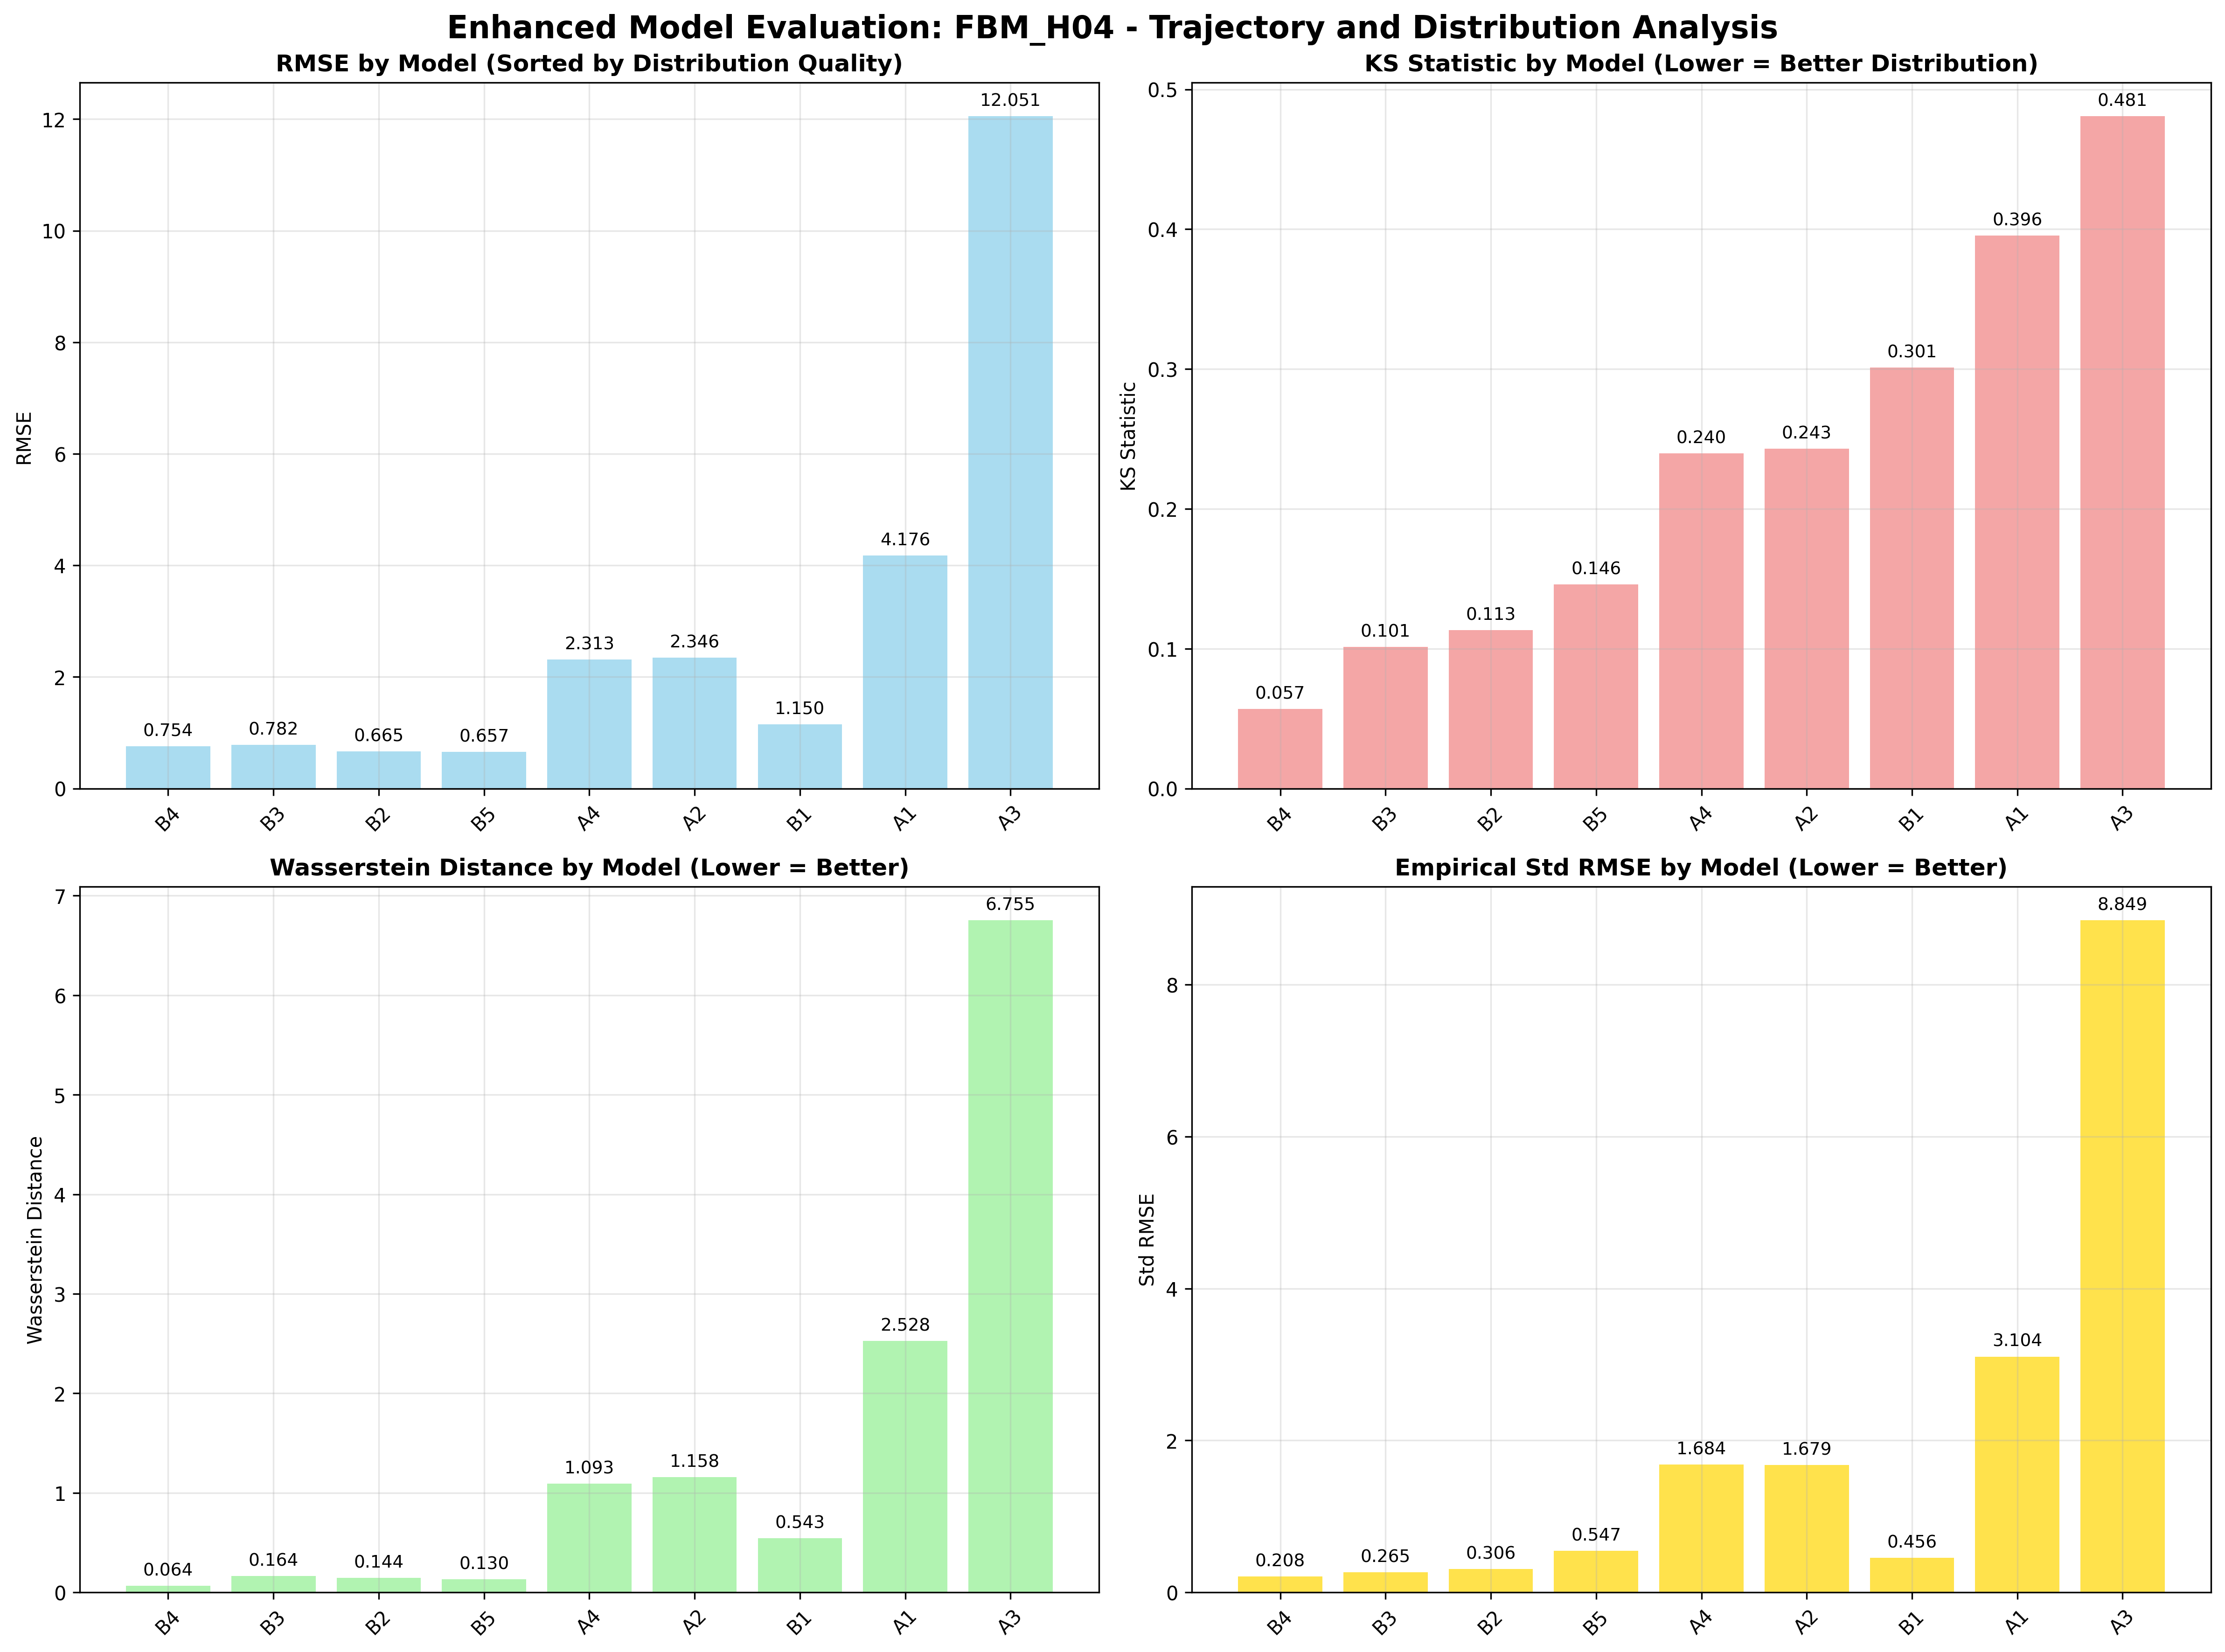 Enhanced Model Evaluation: FBM_H04 - Trajectory and Distribution Analysis
RMSE by Model (Sorted by Distribution Quality)
RMSE
12
10
8
6
4
2
0
0.754
0.782
0.665
0.657
2.313
2.346
1.150
4.176
12.051
B4
B3
B2
B5
A4
A2
B1
A1
A3
KS Statistic by Model (Lower = Better Distribution)
KS Statistic
0.5
0.4
0.3
0.2
0.1
0.0
0.057
0.101
0.113
0.146
0.240
0.243
0.301
0.396
0.481
B4
B3
B2
B5
A4
A2
B1
A1
A3
Wasserstein Distance by Model (Lower = Better)
Wasserstein Distance
7
6
5
4
3
2
1
0
0.064
0.164
0.144
0.130
1.093
1.158
0.543
2.528
6.755
B4
B3
B2
B5
A4
A2
B1
A1
A3
Empirical Std RMSE by Model (Lower = Better)
Std RMSE
8
6
4
2
0
0.208
0.265
0.306
0.547
1.684
1.679
0.456
3.104
8.849
B4
B3
B2
B5
A4
A2
B1
A1
A3